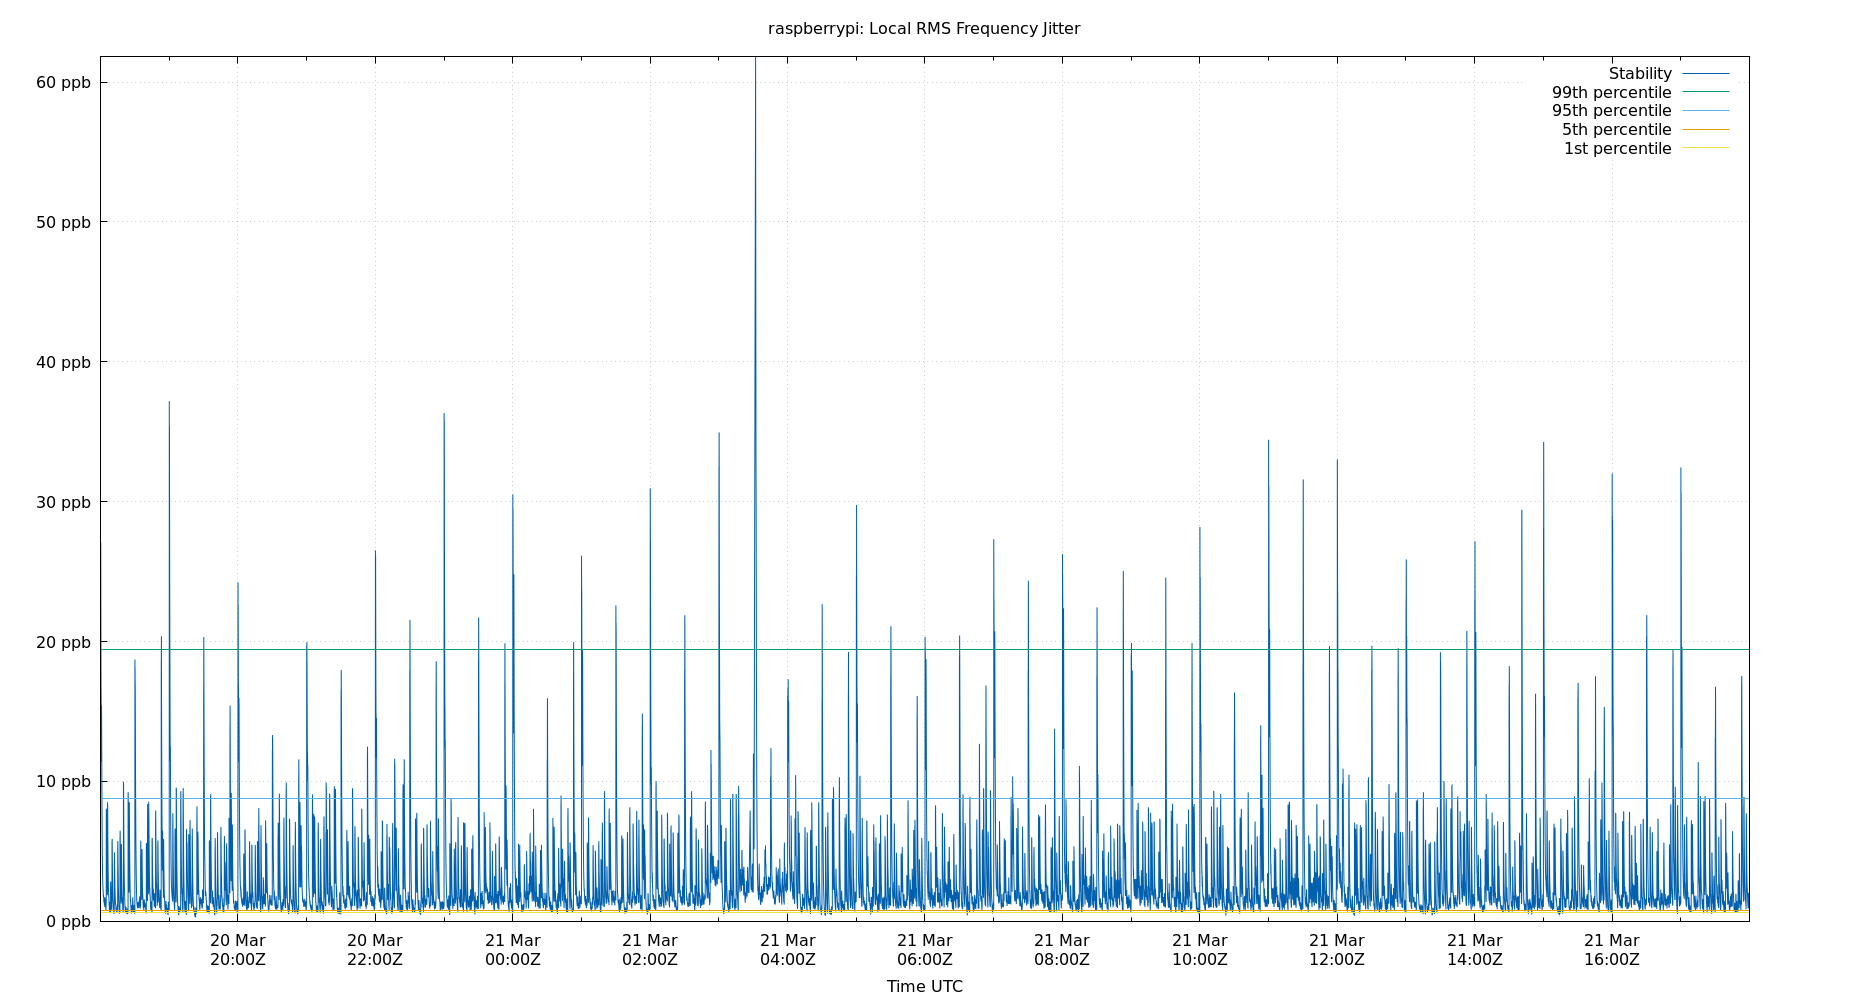 raspberrypi: Local RMS Frequency Jitter
60 ppb
50 ppb
40 ppb
30 ppb
20 ppb
10 ppb
0 ppb
Stability
99th percentile
95th percentile
5th percentile
1st percentile
20 Mar
20:00Z
20 Mar
22:00Z
21 Mar
00:00Z
21 Mar
02:00Z
21 Mar
04:00Z
21 Mar
06:00Z
21 Mar
08:00Z
21 Mar
10:00Z
21 Mar
12:00Z
21 Mar
14:00Z
21 Mar
16:00Z
Time UTC